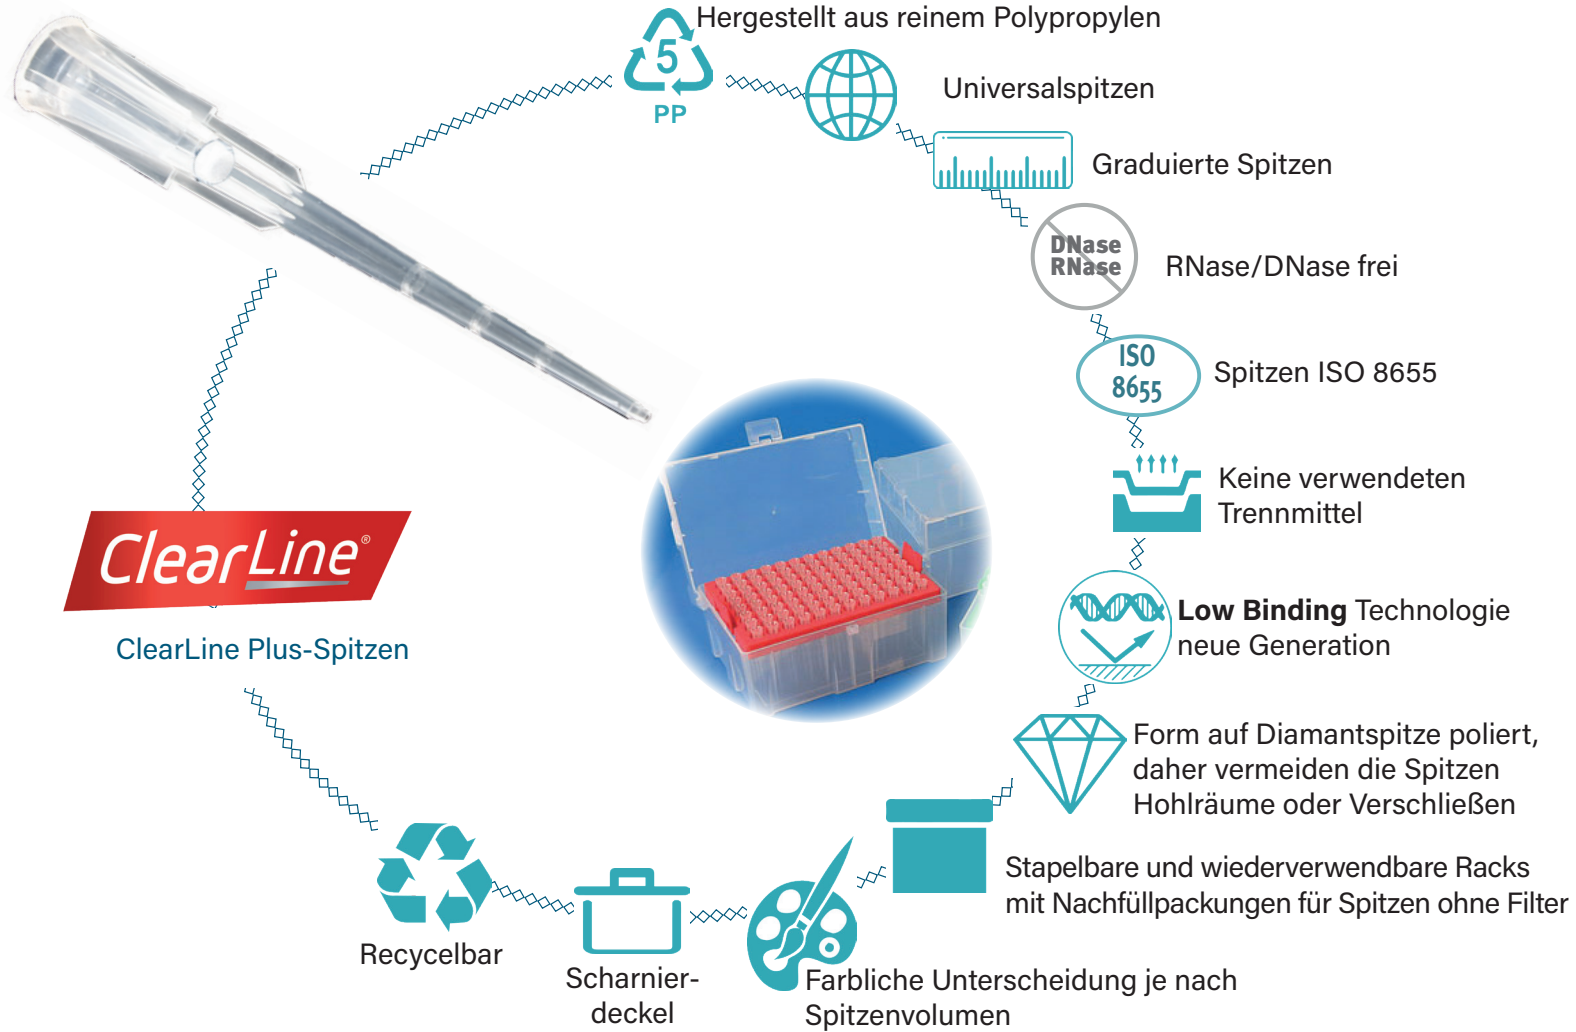 Hergestellt aus reinem Polypropylen
5
PP
Universalspitzen
Graduierte Spitzen
DNase
RNase
RNase/DNase frei
ISO
8655
Spitzen ISO 8655
Keine verwendeten
Trennmittel
Low Binding Technologie
neue Generation
Form auf Diamantspitze poliert,
daher vermeiden die Spitzen
Hohlräume oder Verschließen
Stapelbare und wiederverwendbare Racks
mit Nachfüllpackungen für Spitzen ohne Filter
Farbliche Unterscheidung je nach
Spitzenvolumen
Scharnier-
deckel
Recycelbar
ClearLine®
ClearLine Plus-Spitzen